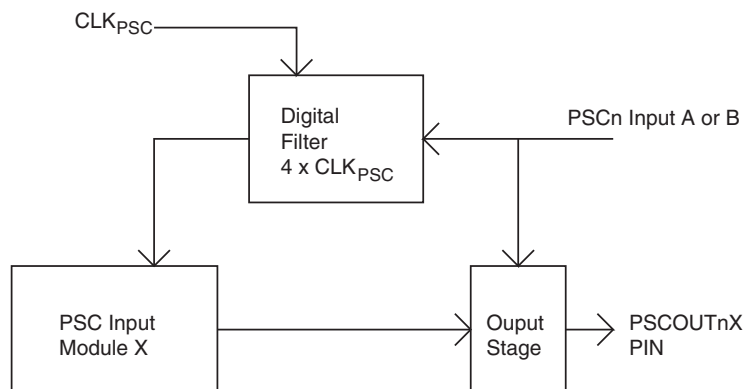 CLKPSC
Digital
Filter
4 x CLKPSC
PSCn Input A or B
PSC Input
Module X
Ouput
Stage
PSCOUTnX
PIN